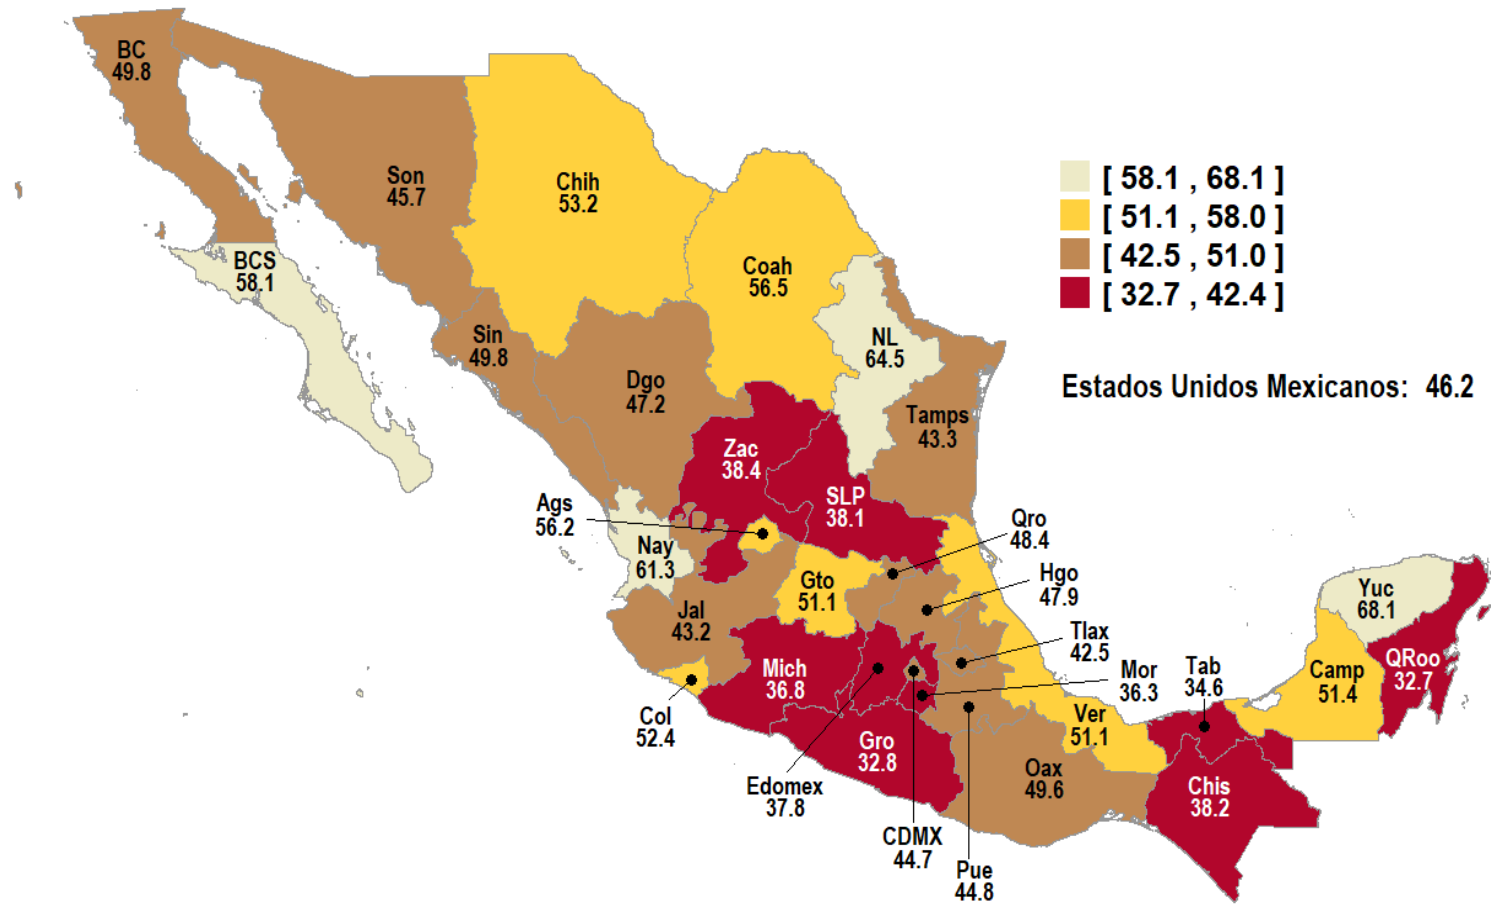 BC
49.8
Son
45.7
Chih
53.2
[ 58.1 , 68.1 ]
[ 51.1 , 58.0 ]
[ 42.5 , 51.0 ]
[ 32.7 , 42.4 ]
BCS
58.1
Coah
56.5
Sin
49.8
NL
64.5
Dgo
47.2
Estados Unidos Mexicanos: 46.2
Tamps
43.3
Zac
38.4
SLP
38.1
Ags
56.2
Qro
48.4
Nay
61.3
Gto
51.1
Hgo
47.9
Yuc
68.1
Jal
43.2
Tlax
42.5
Mich
36.8
Mor
36.3
Tab
34.6
Camp
51.4
QRoo
32.7
Col
52.4
Ver
51.1
Gro
32.8
Oax
49.6
Edomex
37.8
Chis
38.2
CDMX
44.7
Pue
44.8